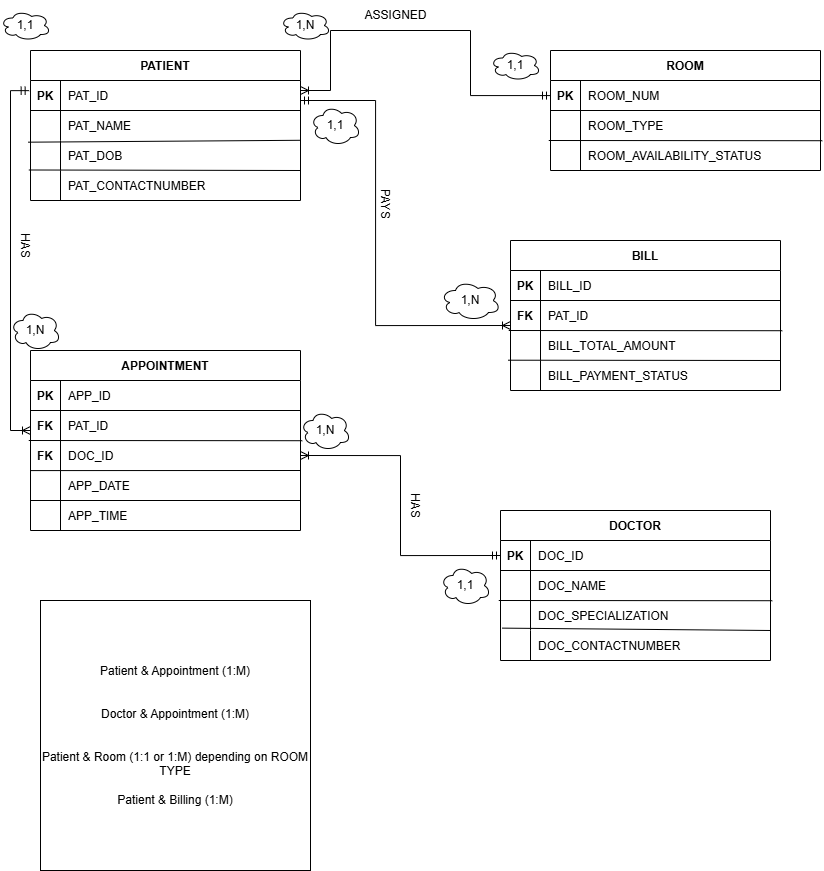 ASSIGNED
1,1
1,N
1,1
PATIENT
PK PAT_ID
PAT_NAME
PAT_DOB
PAT_CONTACTNUMBER
ROOM
PK ROOM_NUM
ROOM_TYPE
ROOM_AVAILABILITY_STATUS
1,1
PAYS
HAS
BILL
PK BILL_ID
FK PAT_ID
BILL_TOTAL_AMOUNT
BILL_PAYMENT_STATUS
1,N
1,N
APPOINTMENT
PK APP_ID
FK PAT_ID
FK DOC_ID
APP_DATE
APP_TIME
1,N
HAS
DOCTOR
PK DOC_ID
DOC_NAME
DOC_SPECIALIZATION
DOC_CONTACTNUMBER
1,1
Patient & Appointment (1:M)
Doctor & Appointment (1:M)
Patient & Room (1:1 or 1:M) depending on ROOM
TYPE
Patient & Billing (1:M)